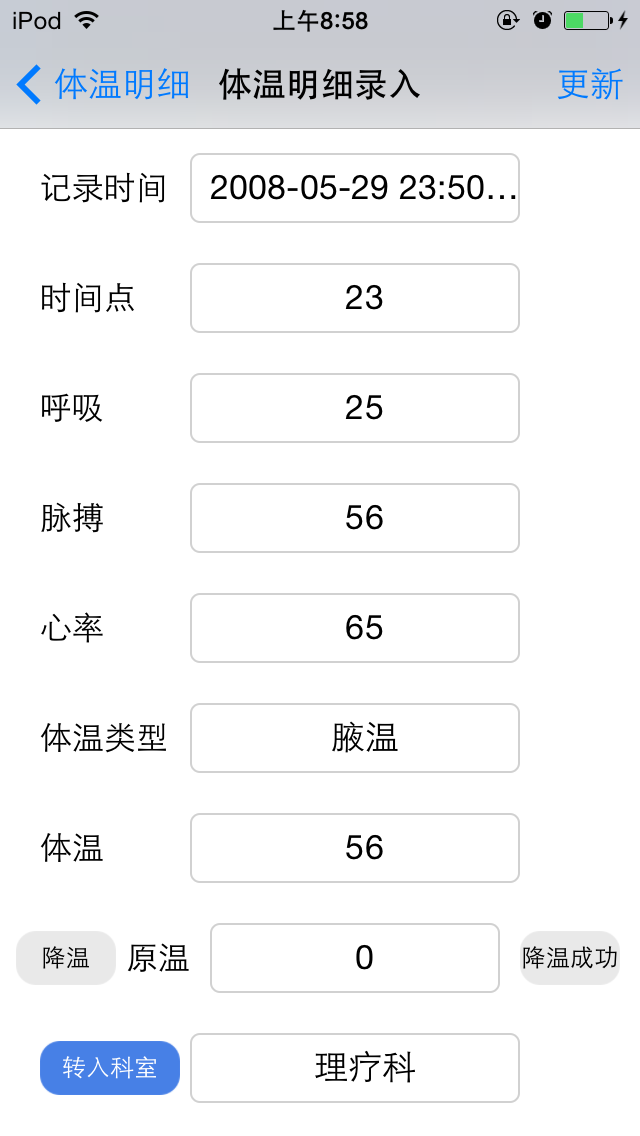 iPod 上午8:58
体温明细 体温明细录入 更新
记录时间 2008-05-29 23:50...
时间点 23
呼吸 25
脉搏 56
心率 65
体温类型 腋温
体温 56
降温 原温 0 降温成功
转入科室 理疗科